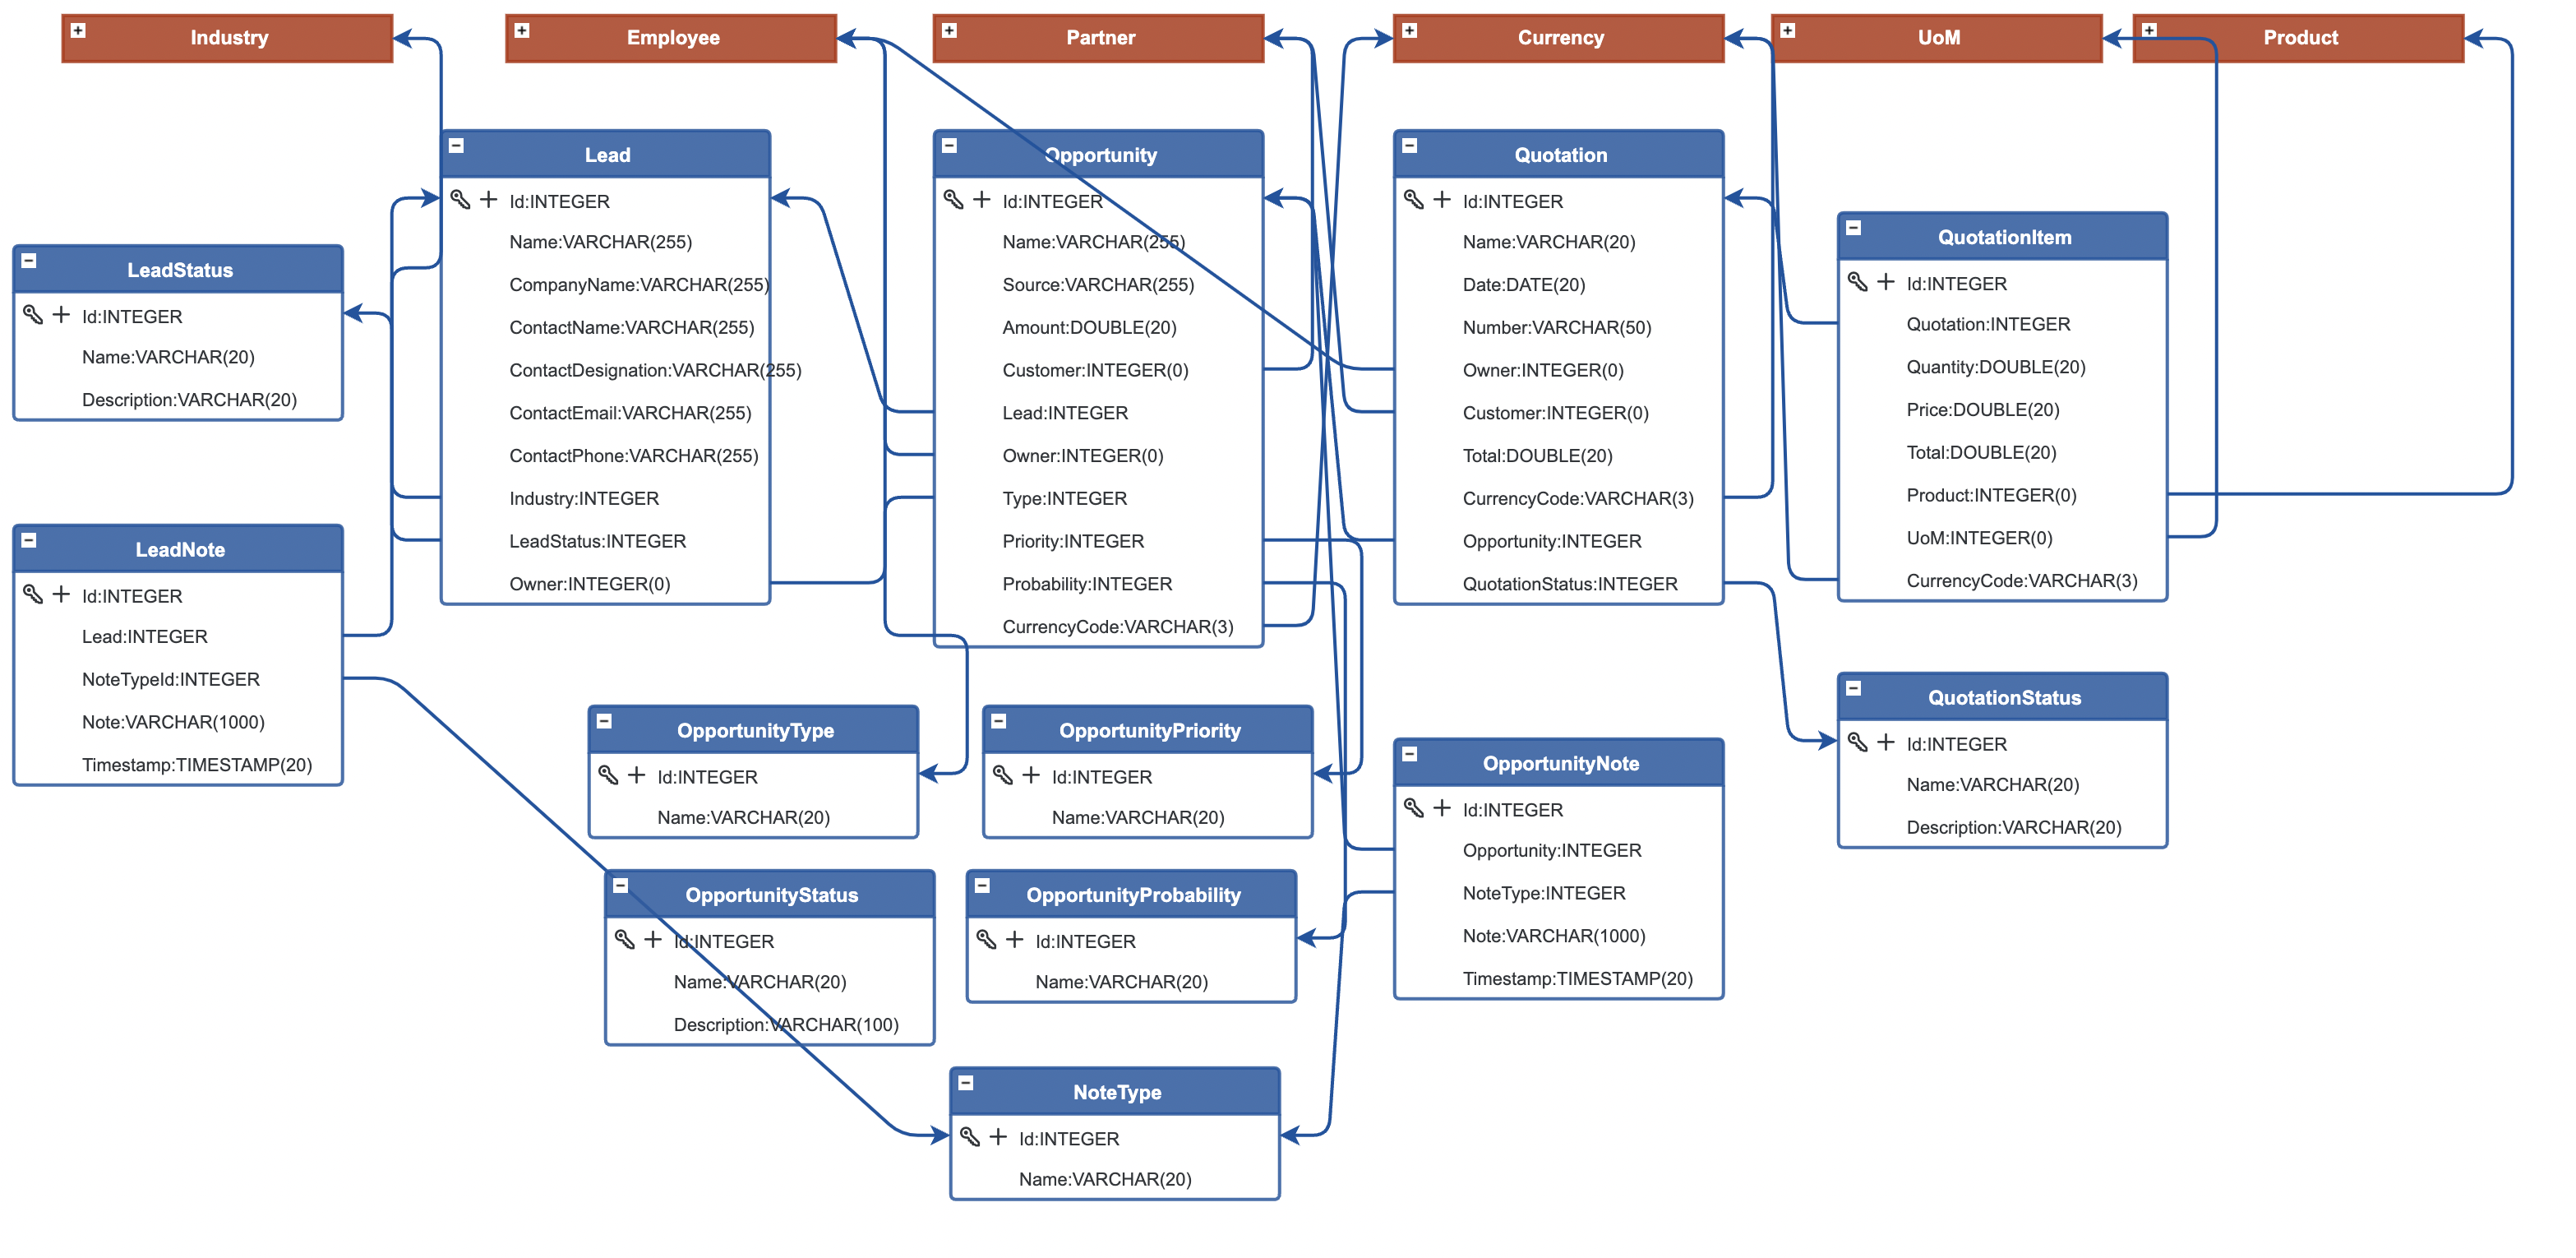 Industry
Employee
Partner
Currency
UoM
Product
Lead
Id:INTEGER
Name:VARCHAR(255)
CompanyName:VARCHAR(255)
ContactName:VARCHAR(255)
ContactDesignation:VARCHAR(255)
ContactEmail:VARCHAR(255)
ContactPhone:VARCHAR(255)
Industry:INTEGER
LeadStatus:INTEGER
Owner:INTEGER(0)
Opportunity
Id:INTEGER
Name:VARCHAR(255)
Source:VARCHAR(255)
Amount:DOUBLE(20)
Customer:INTEGER(0)
Lead:INTEGER
Owner:INTEGER(0)
Type:INTEGER
Priority:INTEGER
Probability:INTEGER
CurrencyCode:VARCHAR(3)
Quotation
Id:INTEGER
Name:VARCHAR(20)
Date:DATE(20)
Number:VARCHAR(50)
Owner:INTEGER(0)
Customer:INTEGER(0)
Total:DOUBLE(20)
CurrencyCode:VARCHAR(3)
Opportunity:INTEGER
QuotationStatus:INTEGER
QuotationItem
Id:INTEGER
Quotation:INTEGER
Quantity:DOUBLE(20)
Price:DOUBLE(20)
Total:DOUBLE(20)
Product:INTEGER(0)
UoM:INTEGER(0)
CurrencyCode:VARCHAR(3)
LeadStatus
Id:INTEGER
Name:VARCHAR(20)
Description:VARCHAR(20)
LeadNote
Id:INTEGER
Lead:INTEGER
NoteTypeId:INTEGER
Note:VARCHAR(1000)
Timestamp:TIMESTAMP(20)
OpportunityType
Id:INTEGER
Name:VARCHAR(20)
OpportunityPriority
Id:INTEGER
Name:VARCHAR(20)
OpportunityNote
Id:INTEGER
Opportunity:INTEGER
NoteType:INTEGER
Note:VARCHAR(1000)
Timestamp:TIMESTAMP(20)
QuotationStatus
Id:INTEGER
Name:VARCHAR(20)
Description:VARCHAR(20)
OpportunityStatus
Id:INTEGER
Name:VARCHAR(20)
Description:VARCHAR(100)
OpportunityProbability
Id:INTEGER
Name:VARCHAR(20)
NoteType
Id:INTEGER
Name:VARCHAR(20)